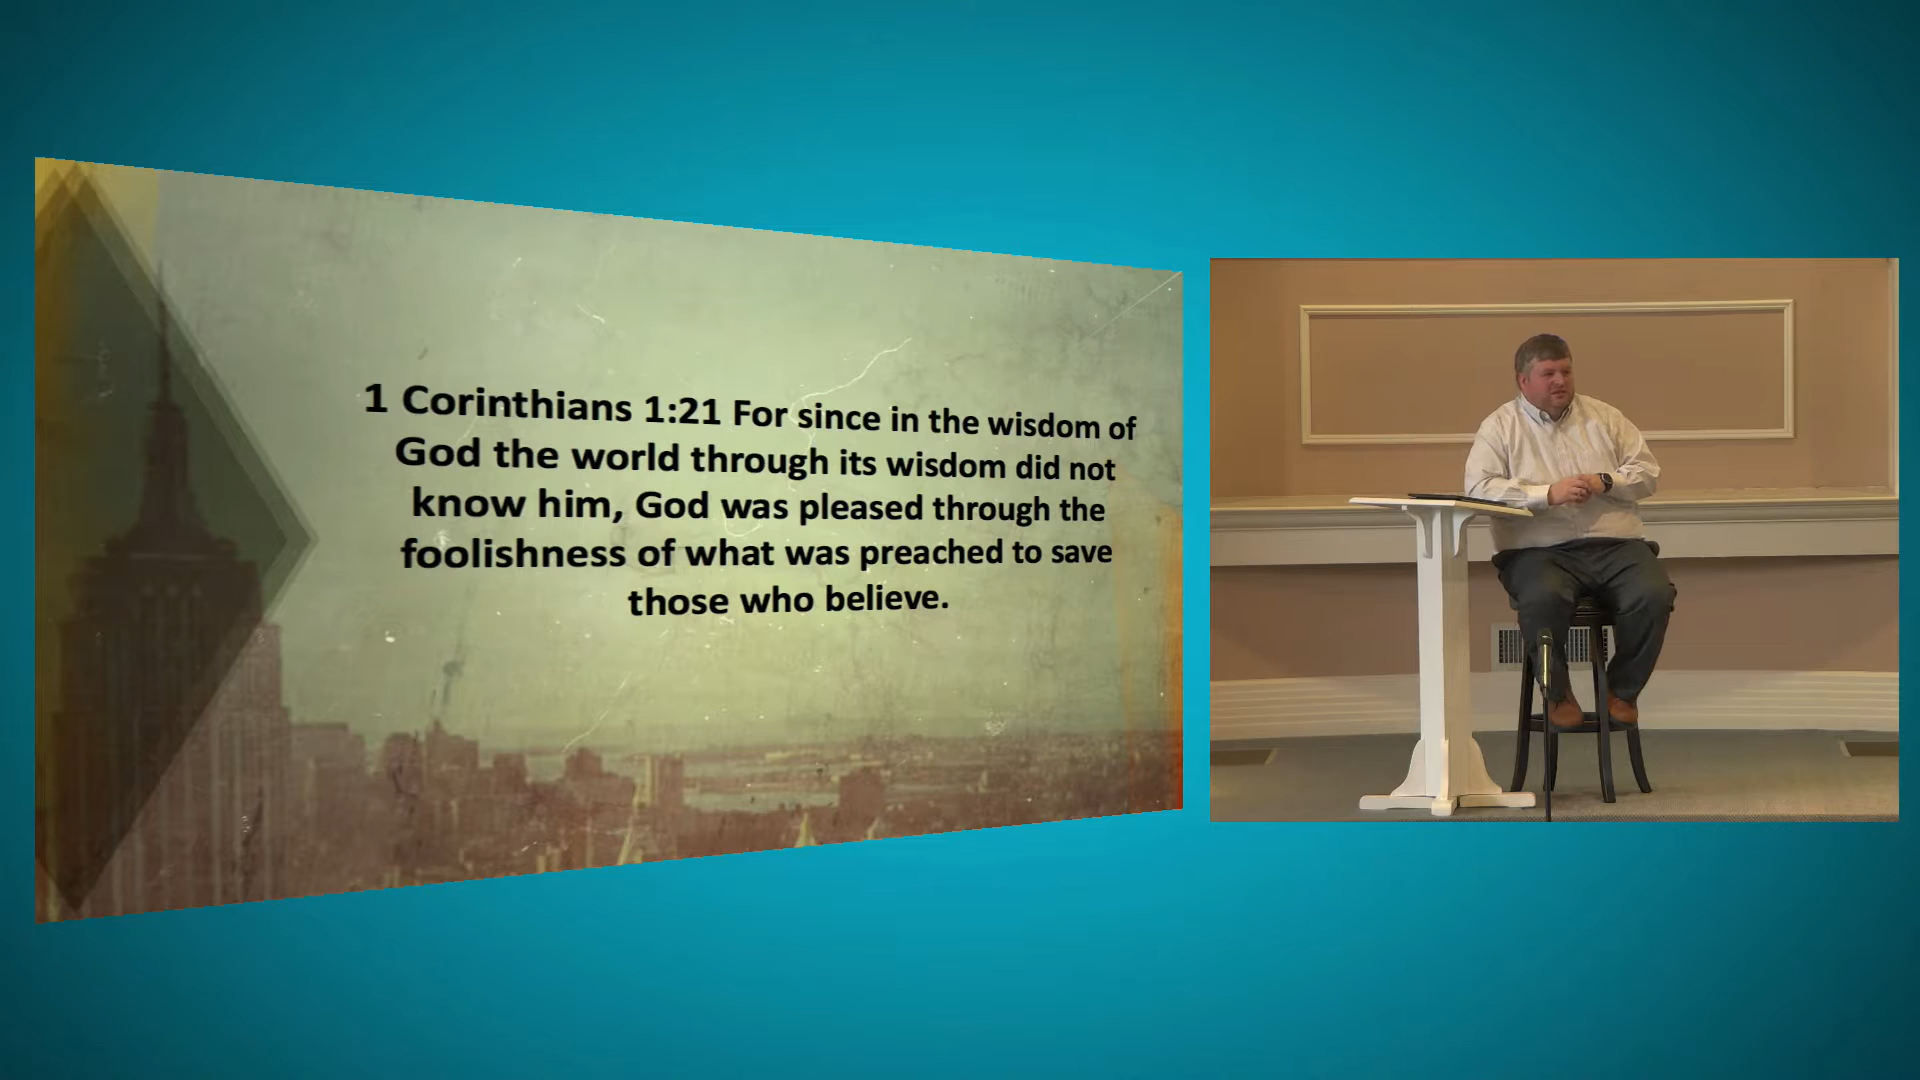 1 Corinthians 1:21 For since in the wisdom of
God the world through its wisdom did not
know him, God was pleased through the
foolishness of what was preached to save
those who believe.